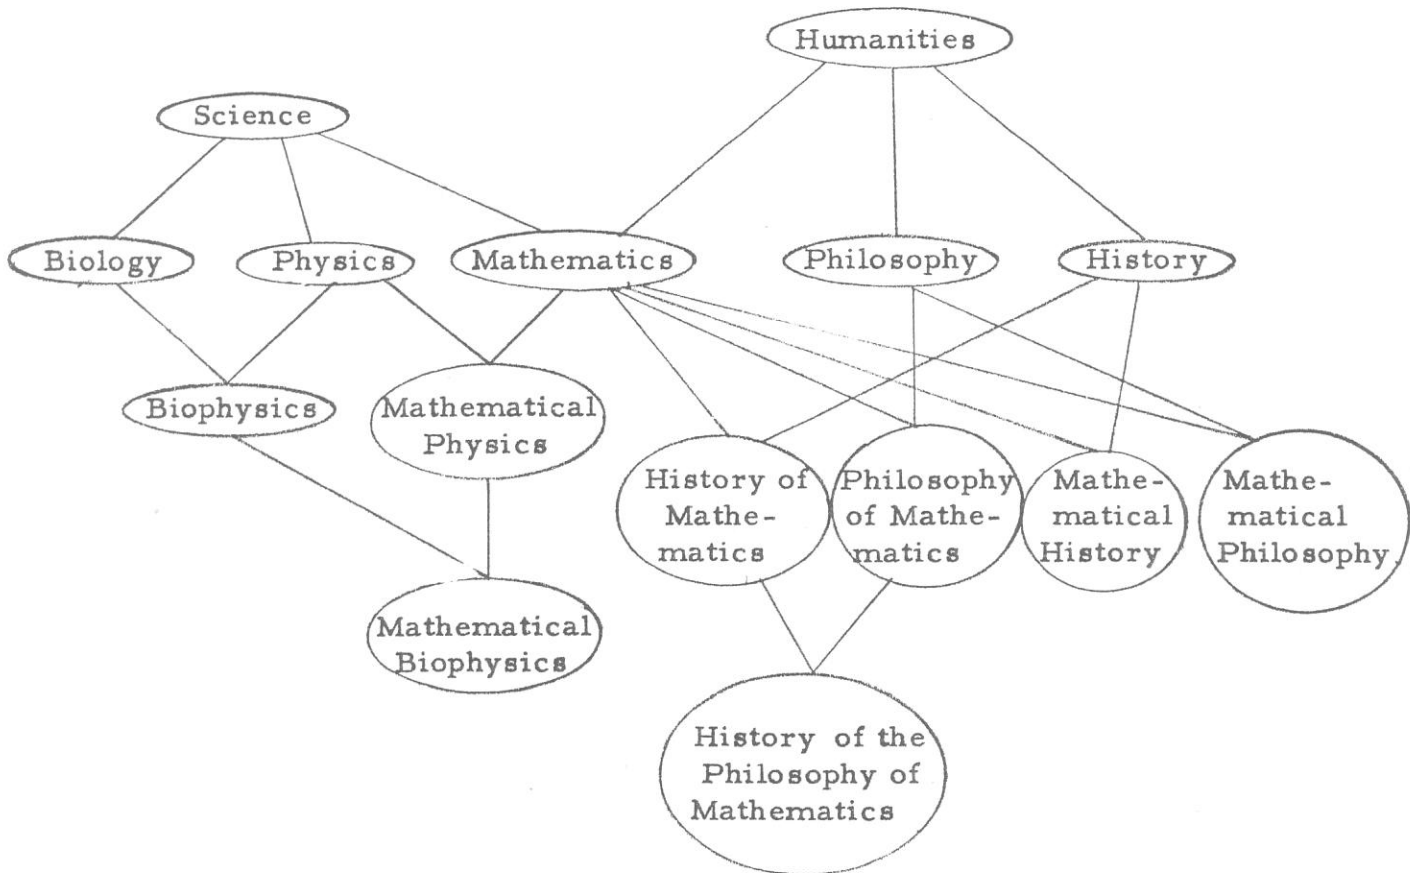 Humanities
Science
Biology
Physics
Mathematics
Philosophy
History
Biophysics
Mathematical
Physics
History of
Mathe-
matics
Philosophy
of Mathe-
matics
Mathe-
matical
History
Mathe-
matical
Philosophy
Mathematical
Biophysics
History of the
Philosophy of
Mathematics